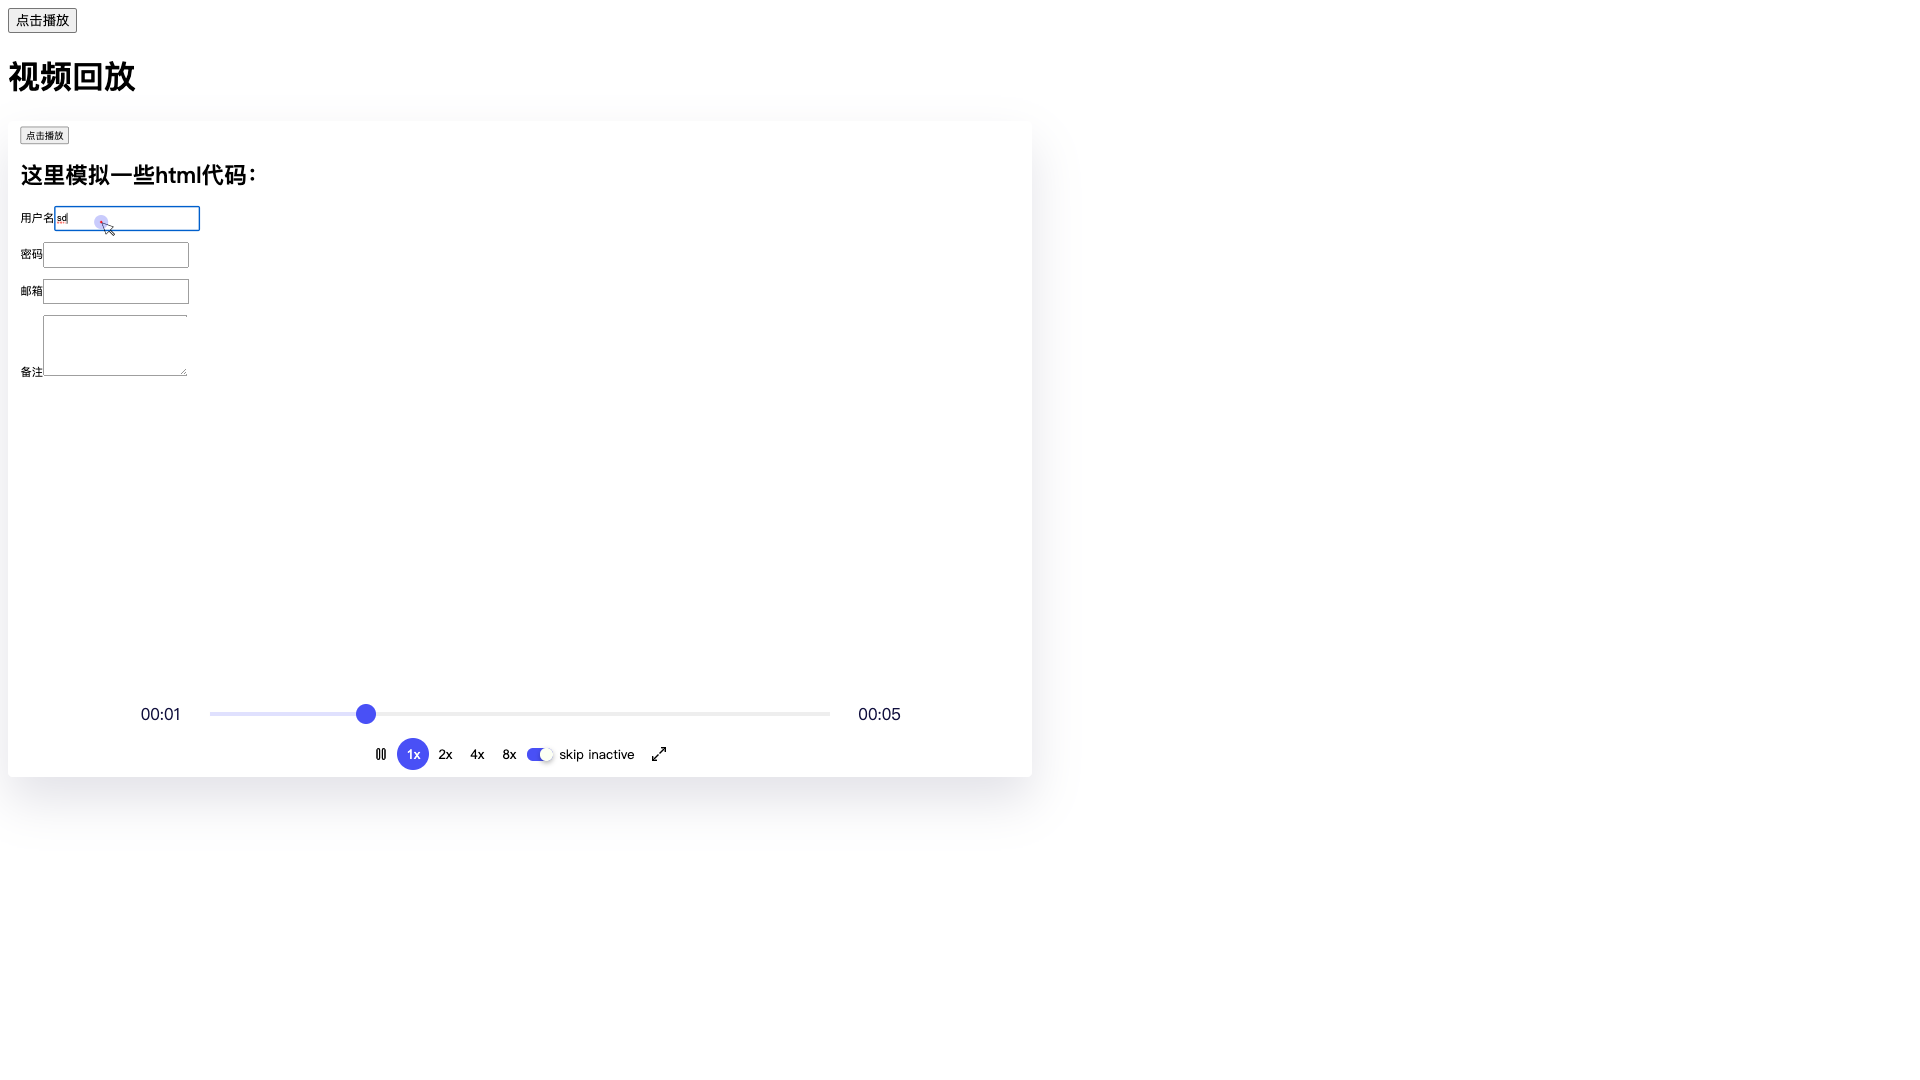 点击播放
视频回放
点击播放
这里模拟一些html代码：
用户名 sd
密码
邮箱
备注
00:01 00:05
1x 2x 4x 8x skip inactive